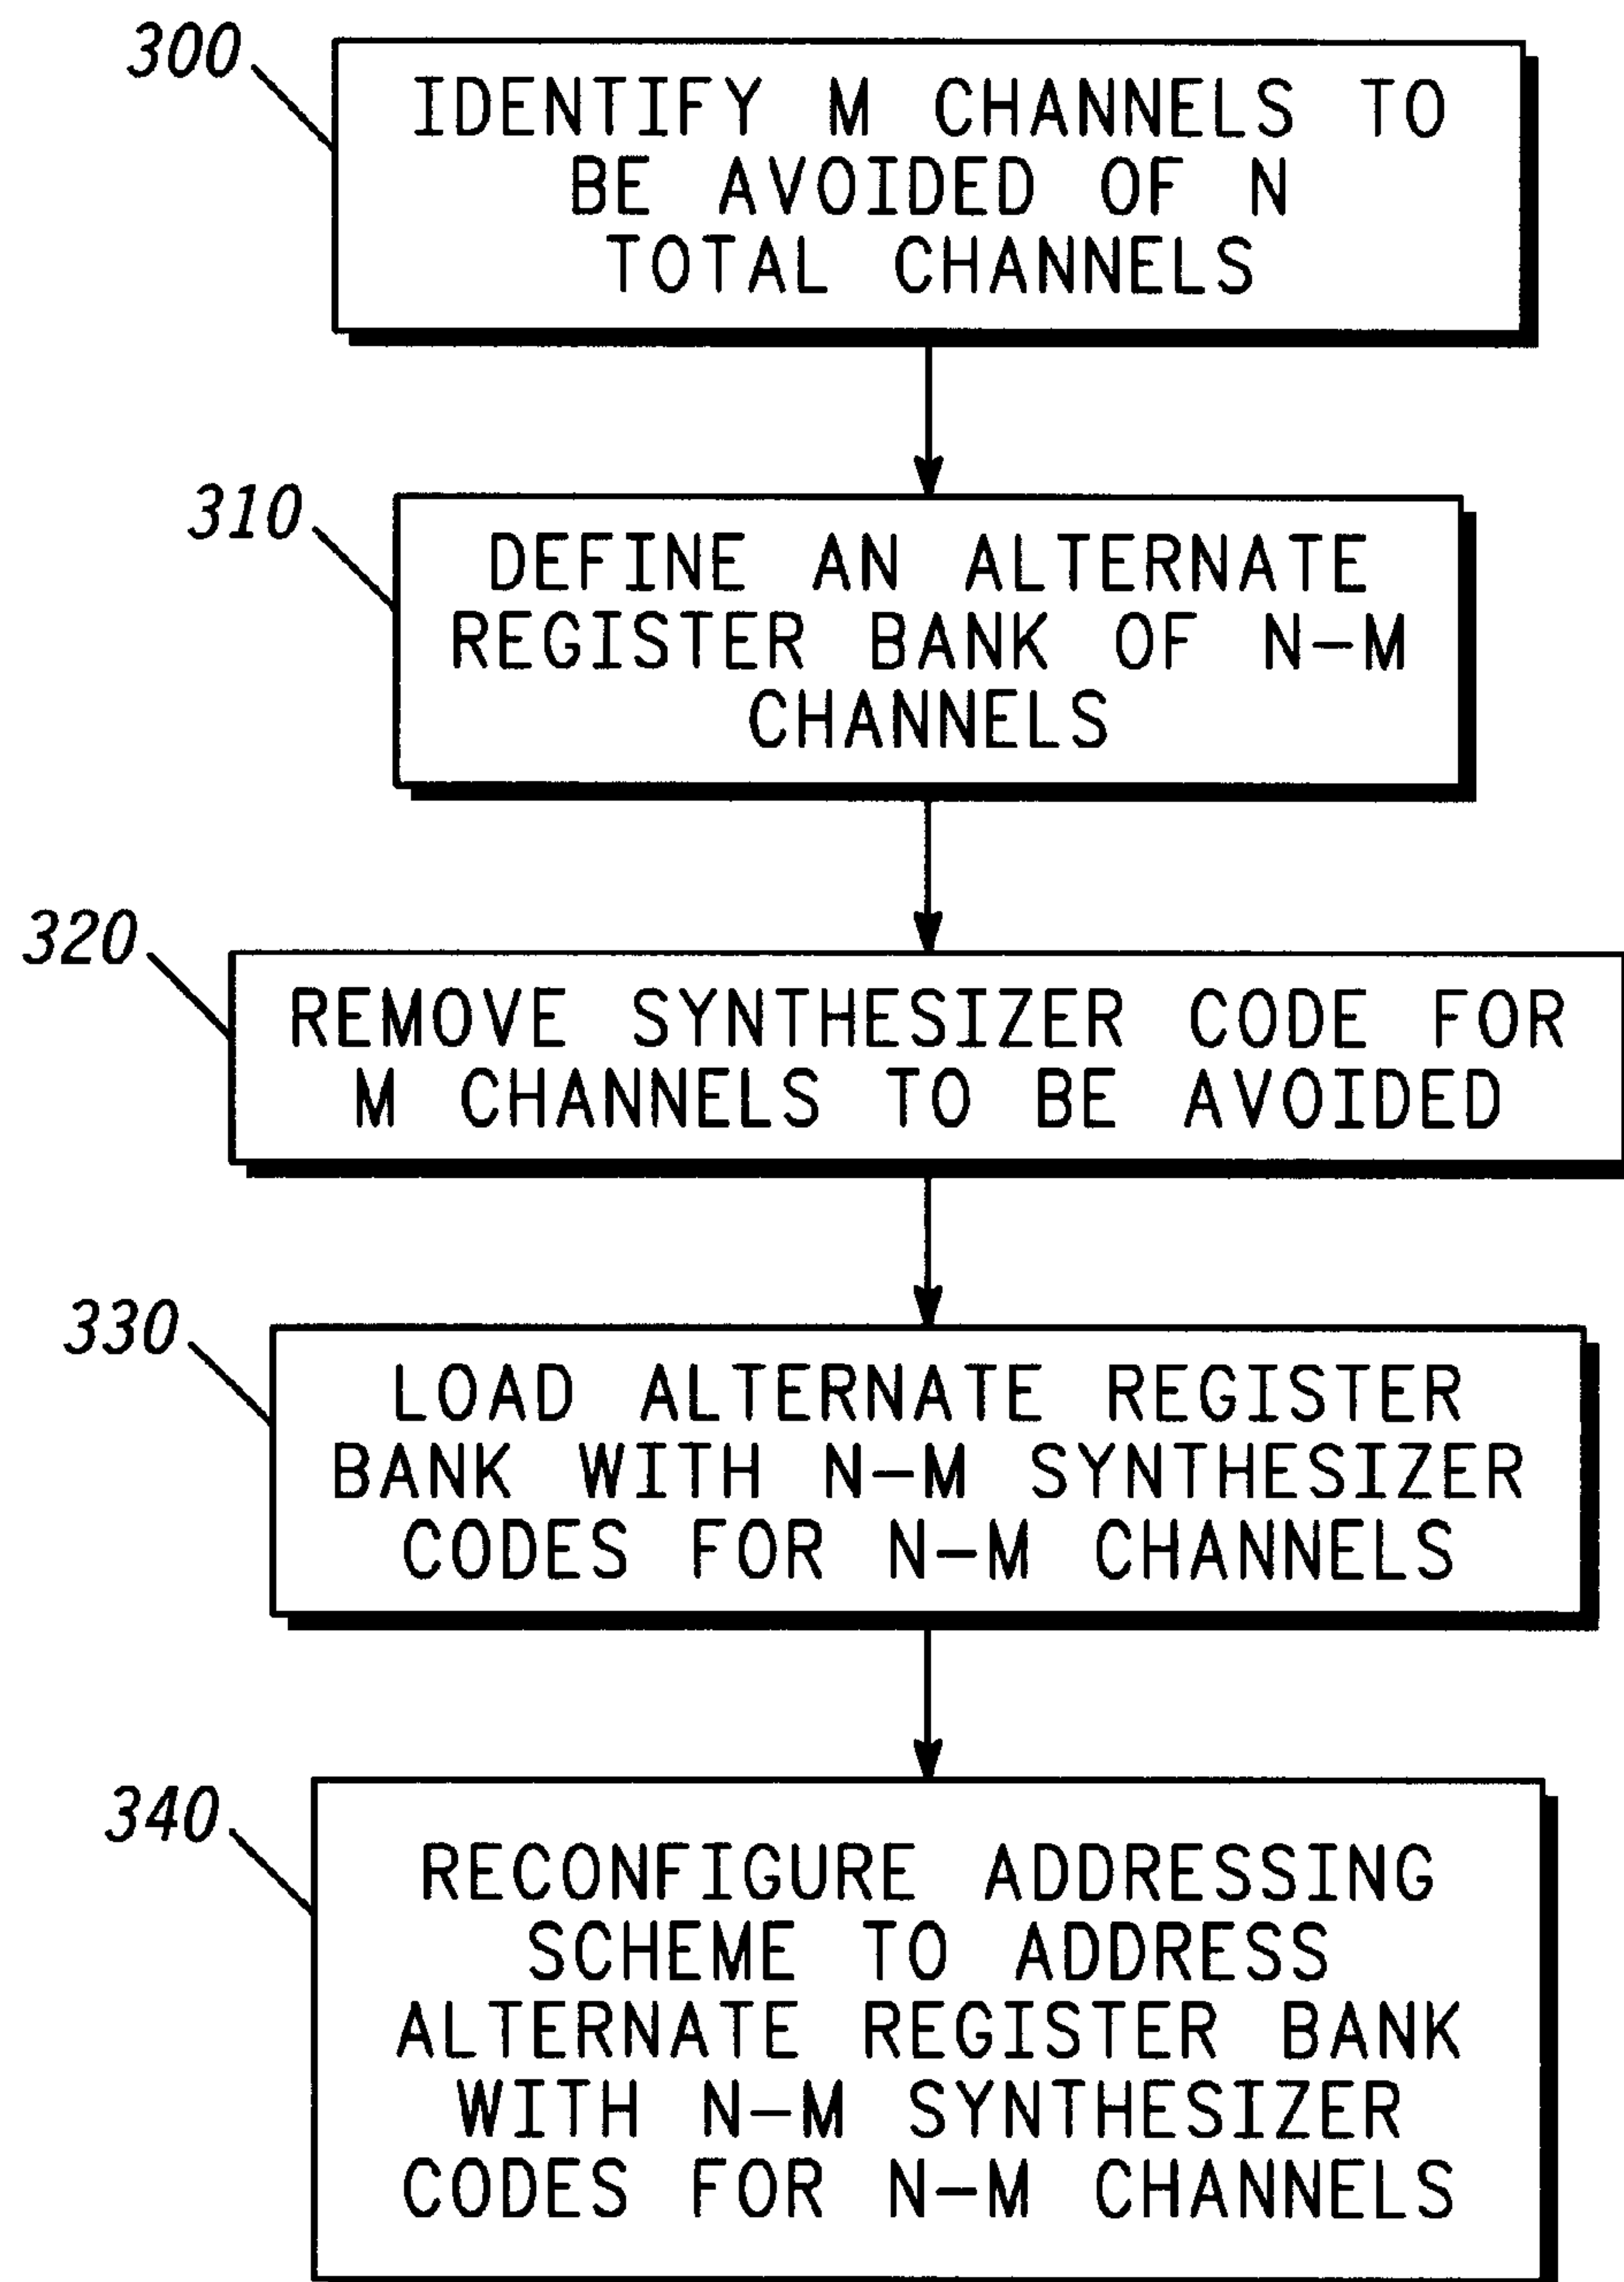 300
IDENTIFY M CHANNELS TO
BE AVOIDED OF N
TOTAL CHANNELS
310
DEFINE AN ALTERNATE
REGISTER BANK OF N-M
CHANNELS
320
REMOVE SYNTHESIZER CODE FOR
M CHANNELS TO BE AVOIDED
330
LOAD ALTERNATE REGISTER
BANK WITH N-M SYNTHESIZER
CODES FOR N-M CHANNELS
340
RECONFIGURE ADDRESSING
SCHEME TO ADDRESS
ALTERNATE REGISTER BANK
WITH N-M SYNTHESIZER
CODES FOR N-M CHANNELS